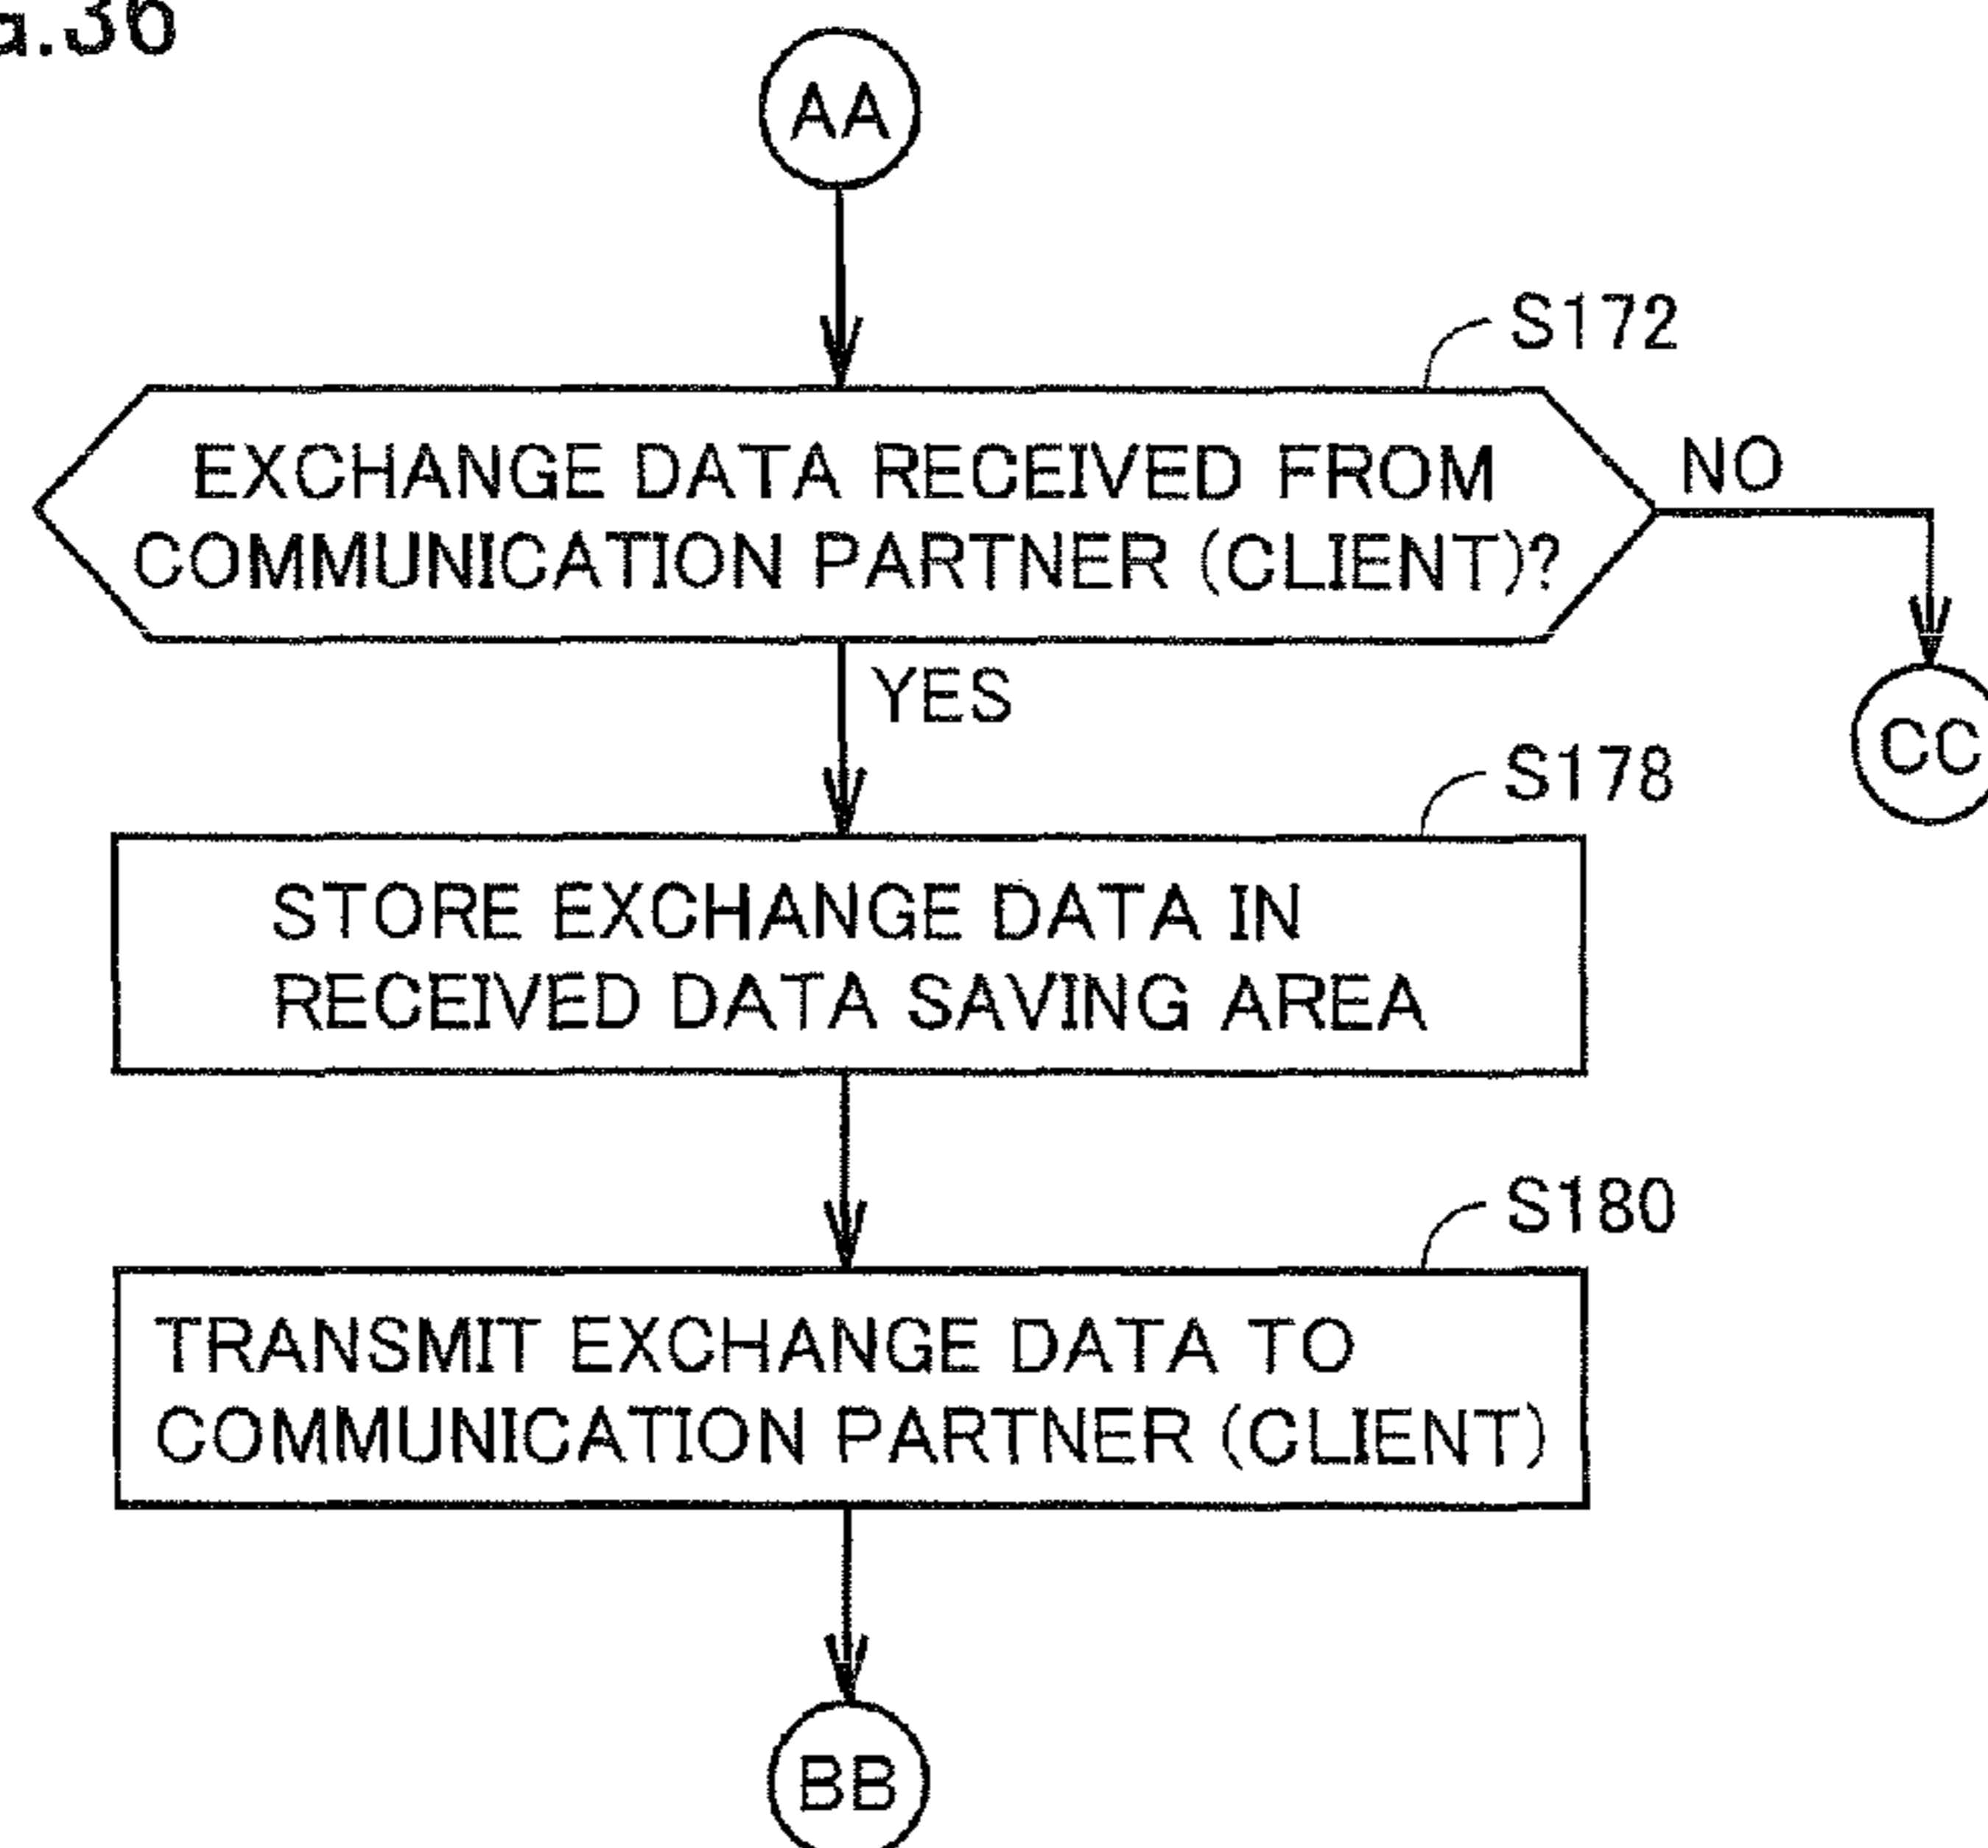 .36
AA
S172
EXCHANGE DATA RECEIVED FROM
COMMUNICATION PARTNER (CLIENT)?
NO
YES
CC
S178
STORE EXCHANGE DATA IN
RECEIVED DATA SAVING AREA
S180
TRANSMIT EXCHANGE DATA TO
COMMUNICATION PARTNER (CLIENT)
BB